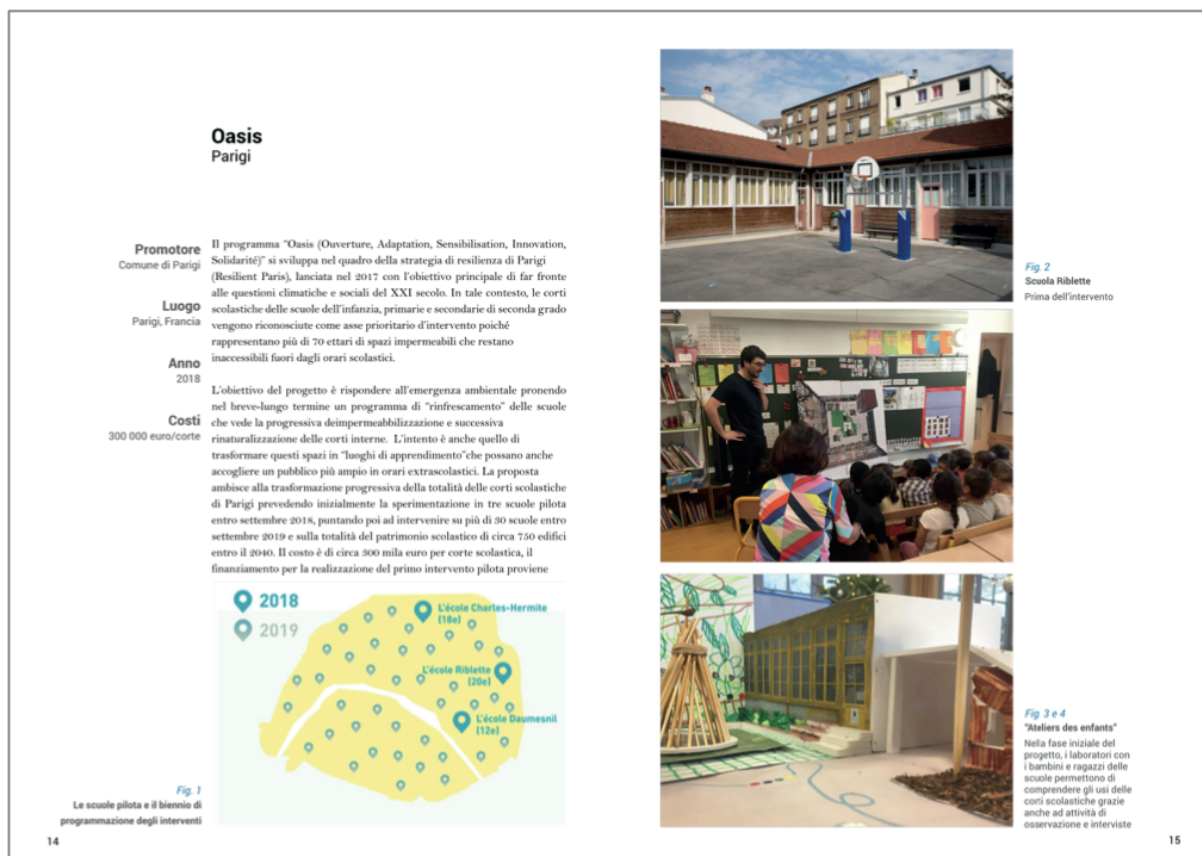 Oasis
Parigi
Promotore
Comune di Parigi
Luogo
Parigi, Francia
Anno
2018
Costi
300 000 euro/corte
Il programma "Oasis (Ouverture, Adaptation, Sensibilisation, Innovation,
Solidarité)" si sviluppa nel quadro della strategia di resilienza di Parigi
(Resilient Paris), lanciata nel 2017 con l'obiettivo principale di far fronte
alle questioni climatiche e sociali del XXI secolo. In tale contesto, le corti
scolastiche delle scuole dell'infanzia, primarie e secondarie di seconda grado
vengono riconosciute come asse prioritario d'intervento poiché
rappresentano più di 70 ettari di spazi impermeabili che restano
inaccessibili fuori dagli orari scolastici.
L'obiettivo del progetto è rispondere all'emergenza ambientale pronendo
nel breve-lungo termine un programma di "rinfrescamento" delle scuole
che vede la progressiva deimpermeabbilizzazione e successiva
rinaturalizzazione delle corti interne. L'intento è anche quello di
trasformare questi spazi in "luoghi di apprendimento"che possano anche
accogliere un pubblico più ampio in orari extrascolastici. La proposta
ambisce alla trasformazione progressiva della totalità delle corti scolastiche
di Parigi prevedendo inizialmente la sperimentazione in tre scuole pilota
entro settembre 2018, puntando poi ad intervenire su più di 30 scuole entro
settembre 2019 e sulla totalità del patrimonio scolastico di circa 750 edifici
entro il 2040. Il costo è di circa 300 mila euro per corte scolastica, il
finanziamento per la realizzazione del primo intervento pilota proviene
2018
2019
L'école Charles-Hermite
(18e)
L'école Riblette
(20e)
L'école Daumesnil
(12e)
Fig. 1
Le scuole pilota e il biennio di
programmazione degli interventi
14
Fig. 2
Scuola Riblette
Prima dell'intervento
Fig. 3 e 4
"Ateliers des enfants"
Nella fase iniziale del
progetto, i laboratori con
i bambini e ragazzi delle
scuole permettono di
comprendere gli usi delle
corti scolastiche grazie
anche ad attività di
osservazione e interviste
15